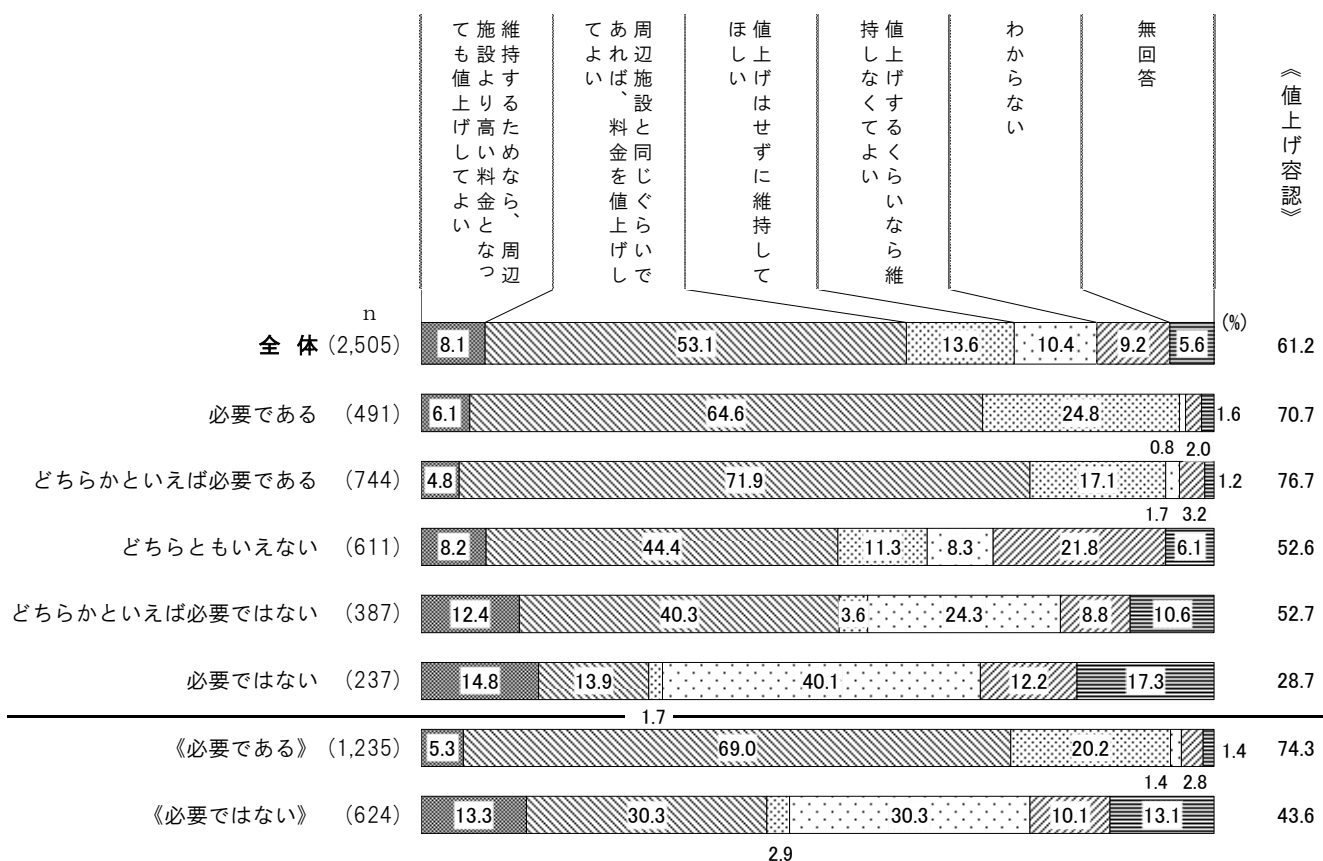 維持するためなら、周辺
施設より高い料金となっ
ても値上げしてよい
周辺施設と同じぐらいで
あれば、料金を値上げし
てよい
値上げはせずに維持して
ほしい
値上げするくらいなら維
持しなくてよい
わからない
無回答
《値上げ容認》
n
(%)
全 体 (2,505) 8.1 53.1 13.6 10.4 9.2 5.6 61.2
必要である (491) 6.1 64.6 24.8 1.6 70.7
0.8 2.0
どちらかといえば必要である (744) 4.8 71.9 17.1 1.2 76.7
1.7 3.2
どちらともいえない (611) 8.2 44.4 11.3 8.3 21.8 6.1 52.6
どちらかといえば必要ではない (387) 12.4 40.3 3.6 24.3 8.8 10.6 52.7
必要ではない (237) 14.8 13.9 40.1 12.2 17.3 28.7
1.7
《必要である》 (1,235) 5.3 69.0 20.2 1.4 74.3
1.4 2.8
《必要ではない》 (624) 13.3 30.3 30.3 10.1 13.1 43.6
2.9